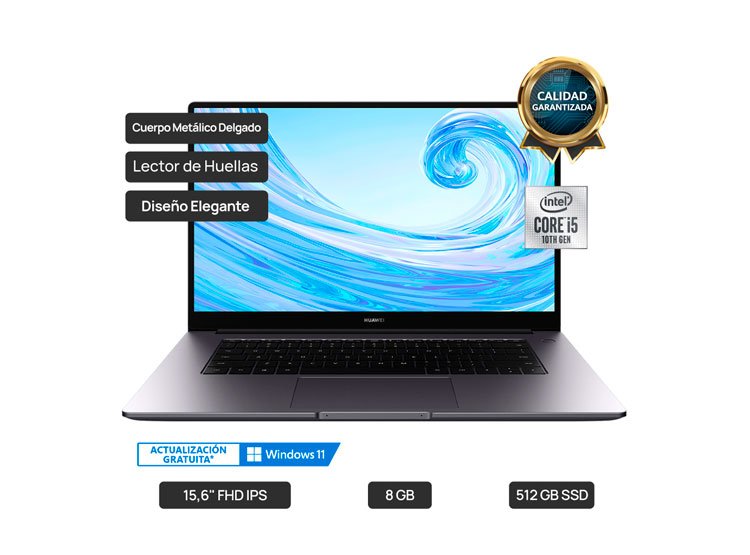 CALIDAD
GARANTIZADA
Cuerpo Metálico Delgado
Lector de Huellas
Diseño Elegante
intel
CORE i5
10TH GEN
HUAWEI
ACTUALIZACIÓN
GRATUITA*
Windows 11
15,6" FHD IPS
8 GB
512 GB SSD